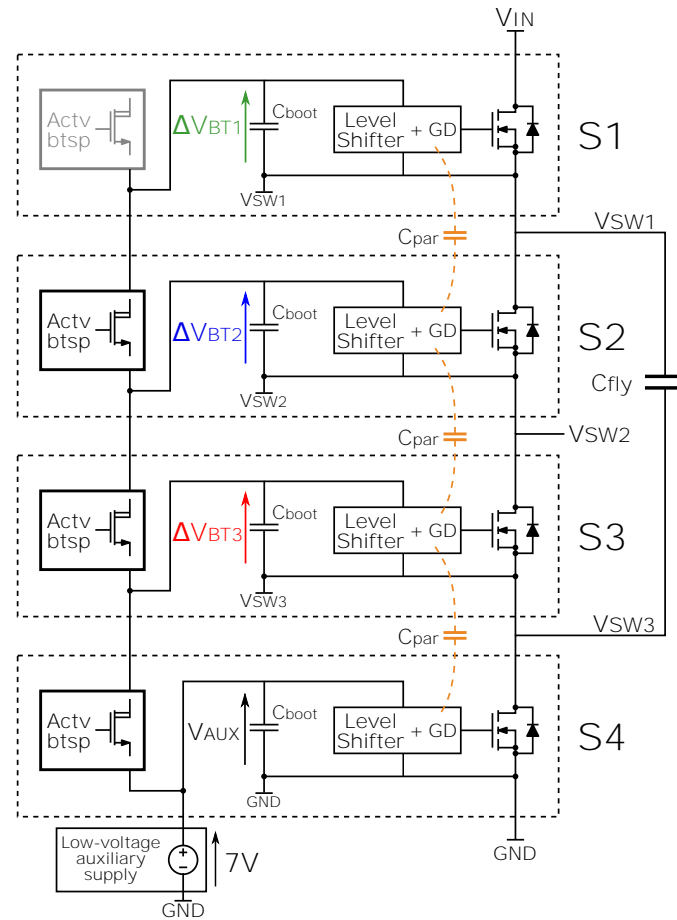 VIN
Actv
btsp
ΔVBT1
Cboot
Level
Shifter
+ GD
S1
VSW1
VSW1
Cpar
Actv
btsp
ΔVBT2
Cboot
Level
Shifter
+ GD
S2
VSW2
Cfly
Cpar
VSW2
Actv
btsp
ΔVBT3
Cboot
Level
Shifter
+ GD
S3
VSW3
VSW3
Cpar
Actv
btsp
VAUX
Cboot
Level
Shifter
+ GD
S4
GND
Low-voltage
auxiliary
supply
7V
GND
GND